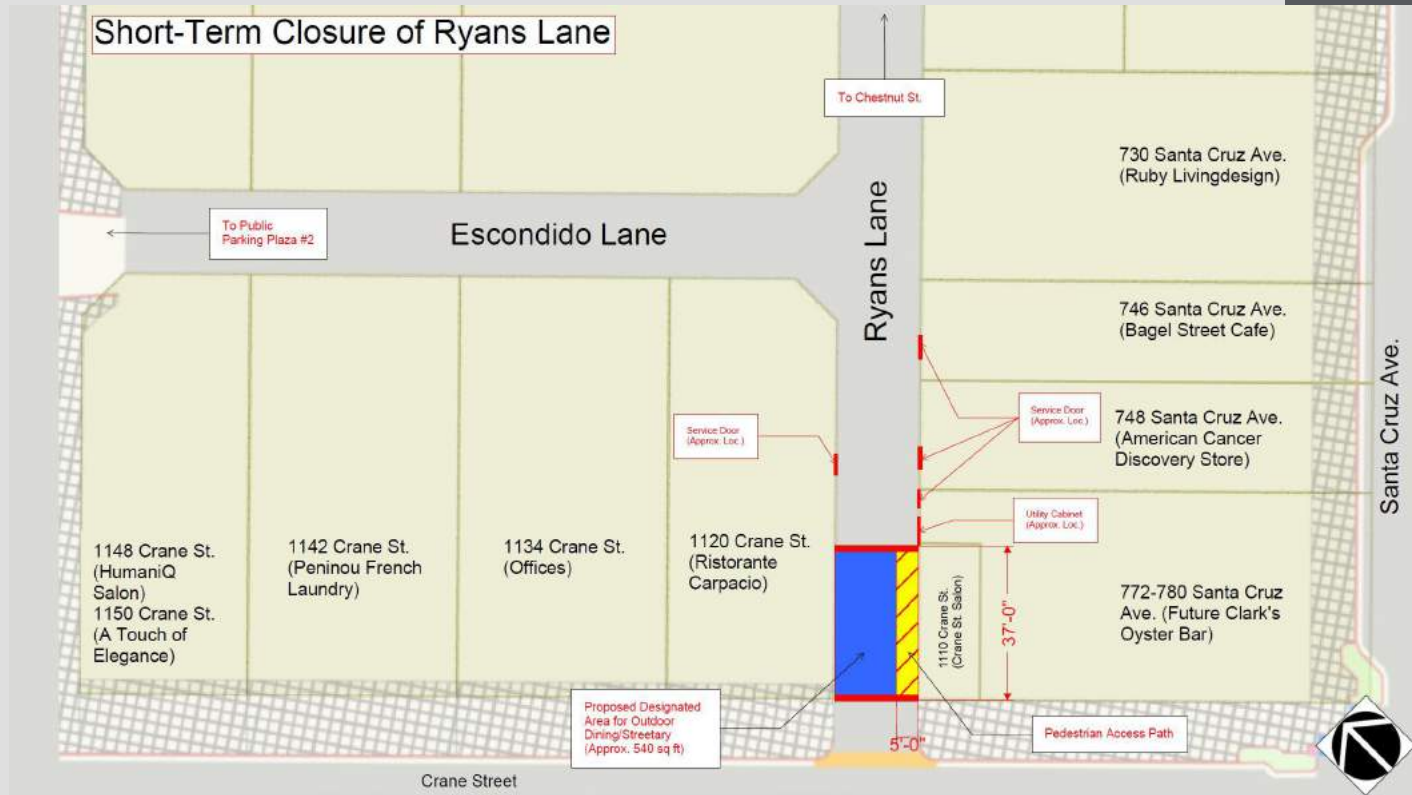 Short-Term Closure of Ryans Lane
To Chestnut St.
730 Santa Cruz Ave.
(Ruby Livingdesign)
To Public
Parking Plaza #2
Escondido Lane
Ryans Lane
746 Santa Cruz Ave.
(Bagel Street Cafe)
Service Door
(Approx. Loc.)
Service Door
(Approx. Loc.)
748 Santa Cruz Ave.
(American Cancer
Discovery Store)
Santa Cruz Ave.
Utility Cabinet
(Approx. Loc.)
1148 Crane St.
(HumaniQ
Salon)
1150 Crane St.
(A Touch of
Elegance)
1142 Crane St.
(Peninou French
Laundry)
1134 Crane St.
(Offices)
1120 Crane St.
(Ristorante
Carpacio)
1110 Crane St.
(Crane St. Salon)
37'-0"
772-780 Santa Cruz
Ave. (Future Clark's
Oyster Bar)
Proposed Designated
Area for Outdoor
Dining/Streetary
(Approx. 540 sq ft)
5'-0"
Pedestrian Access Path
Crane Street